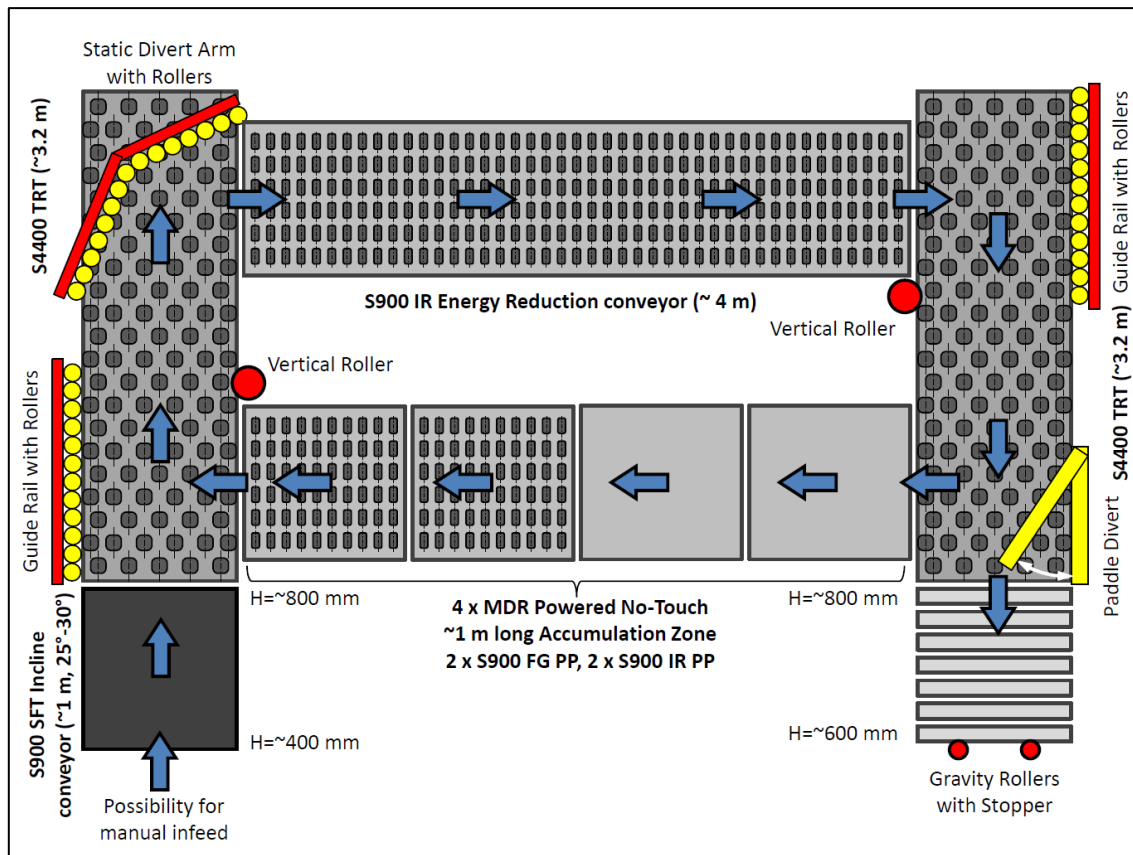 Static Divert Arm
with Rollers
S4400 TRT (~3.2 m)
Guide Rail with Rollers
S900 IR Energy Reduction conveyor (~ 4 m)
Vertical Roller
Vertical Roller
Guide Rail with Rollers
S4400 TRT (~3.2 m)
Paddle Divert
H=~800 mm
4 x MDR Powered No-Touch
~1 m long Accumulation Zone
2 x S900 FG PP, 2 x S900 IR PP
H=~800 mm
S900 SFT Incline
conveyor (~1 m, 25°-30°)
H=~400 mm
H=~600 mm
Possibility for
manual infeed
Gravity Rollers
with Stopper